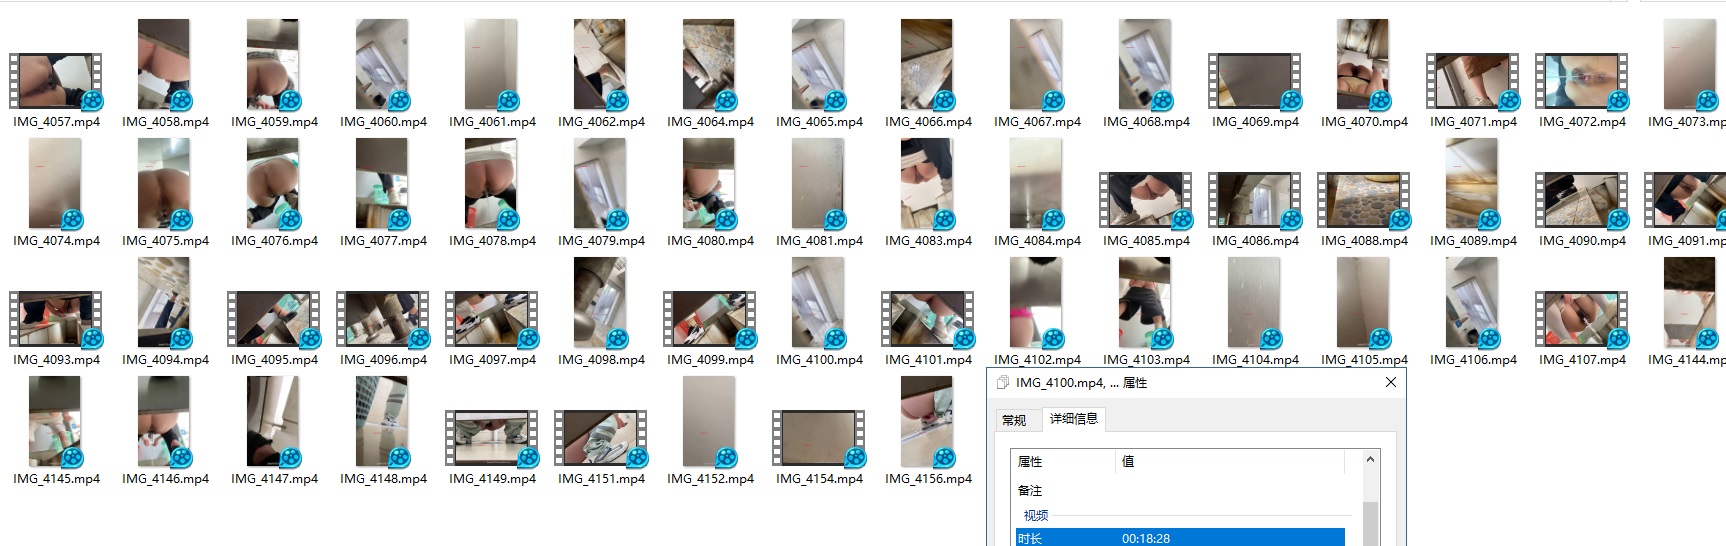 IMG_4057.mp4 IMG_4058.mp4 IMG_4059.mp4 IMG_4060.mp4 IMG_4061.mp4 IMG_4062.mp4 IMG_4064.mp4 IMG_4065.mp4 IMG_4066.mp4 IMG_4067.mp4 IMG_4068.mp4 IMG_4069.mp4 IMG_4070.mp4 IMG_4071.mp4 IMG_4072.mp4 IMG_4073.mp
IMG_4074.mp4 IMG_4075.mp4 IMG_4076.mp4 IMG_4077.mp4 IMG_4078.mp4 IMG_4079.mp4 IMG_4080.mp4 IMG_4081.mp4 IMG_4083.mp4 IMG_4084.mp4 IMG_4085.mp4 IMG_4086.mp4 IMG_4088.mp4 IMG_4089.mp4 IMG_4090.mp4 IMG_4091.mp
IMG_4093.mp4 IMG_4094.mp4 IMG_4095.mp4 IMG_4096.mp4 IMG_4097.mp4 IMG_4098.mp4 IMG_4099.mp4 IMG_4100.mp4 IMG_4101.mp4 IMG_4102.mp4 IMG_4103.mp4 IMG_4104.mp4 IMG_4105.mp4 IMG_4106.mp4 IMG_4107.mp4 IMG_4144.mp
IMG_4145.mp4 IMG_4146.mp4 IMG_4147.mp4 IMG_4148.mp4 IMG_4149.mp4 IMG_4151.mp4 IMG_4152.mp4 IMG_4154.mp4 IMG_4156.mp4
IMG_4100.mp4, ... 属性
常规 详细信息
属性 值
备注
视频
时长 00:18:28